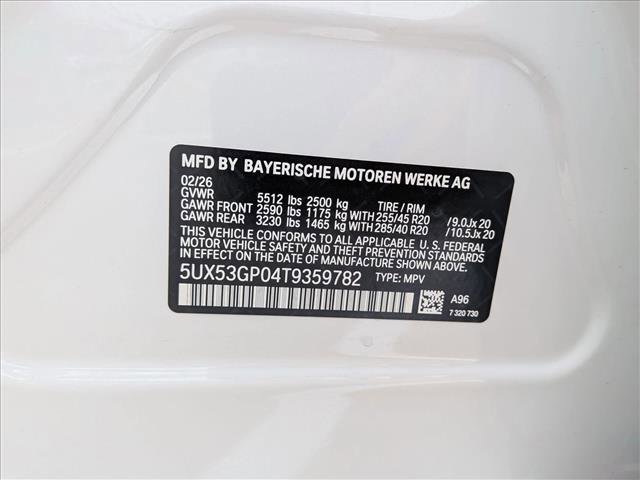 MFD BY BAYERISCHE MOTOREN WERKE AG
02/26
GVWR 5512 lbs 2500 kg TIRE / RIM
GAWR FRONT 2590 lbs 1175 kg WITH 255/45 R20 / 9.0Jx 20
GAWR REAR 3230 lbs 1465 kg WITH 285/40 R20 / 10.5Jx 20
THIS VEHICLE CONFORMS TO ALL APPLICABLE U.S. FEDERAL
MOTOR VEHICLE SAFETY, BUMPER, AND THEFT PREVENTION STANDARDS
IN EFFECT ON THE DATE OF MANUFACTURE SHOWN ABOVE.
5UX53GP04T9359782 TYPE: MPV
A96
7 320 730